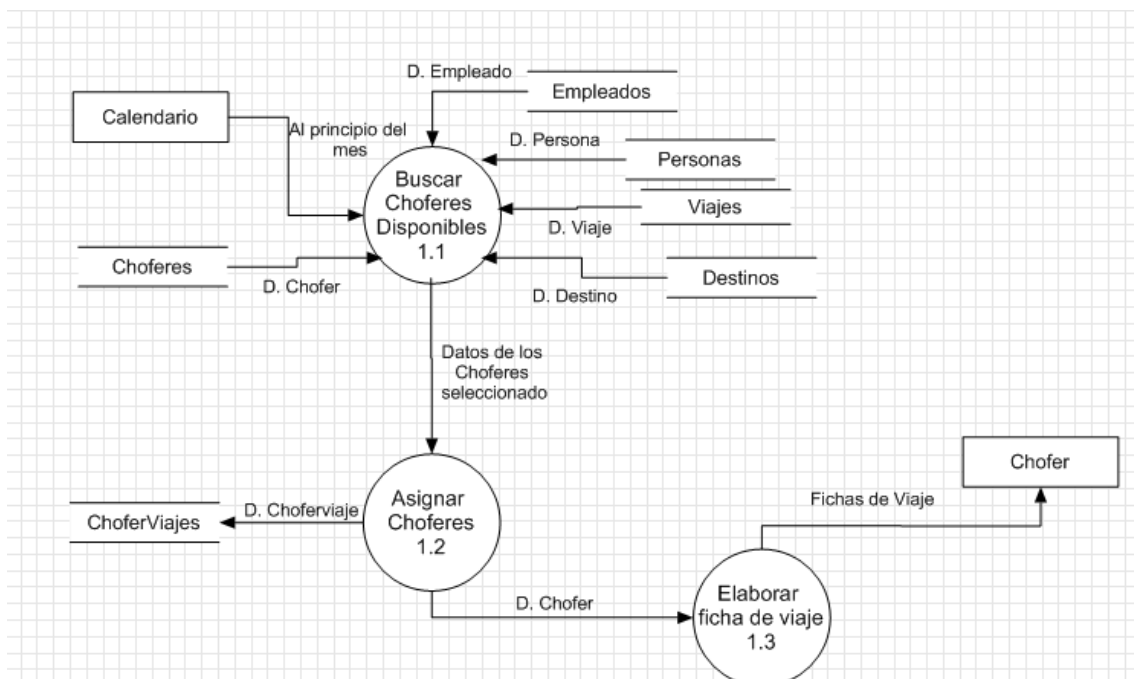 D. Empleado
Empleados
Calendario
Al principio del
mes
D. Persona
Personas
Buscar
Choferes
Disponibles
1.1
Viajes
D. Viaje
Choferes
D. Chofer
Destinos
D. Destino
Datos de los
Choferes
seleccionado
Chofer
Fichas de Viaje
Asignar
Choferes
1.2
ChoferViajes
D. Choferviaje
D. Chofer
Elaborar
ficha de viaje
1.3